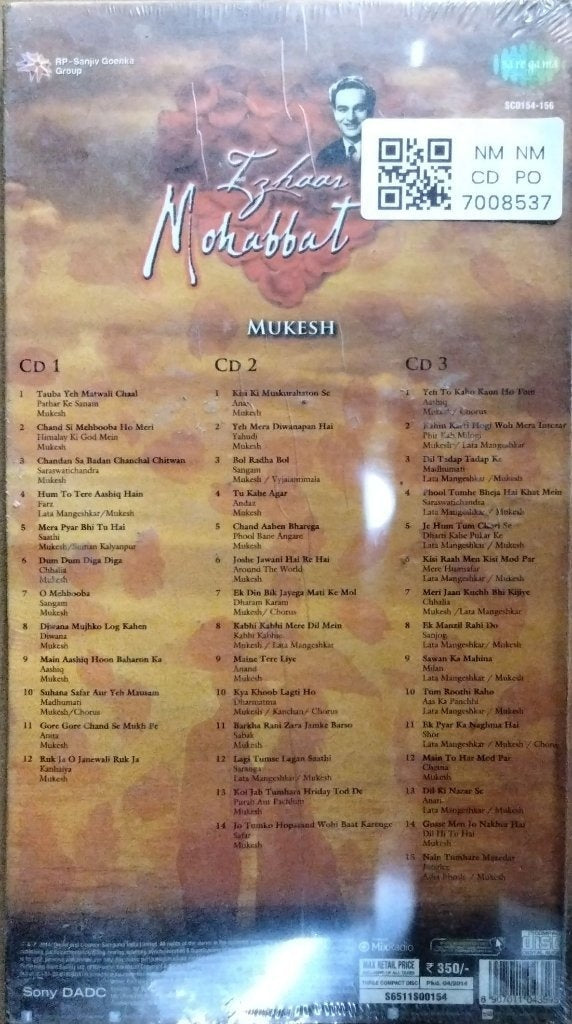 RP-Sanjiv Goenka
Group
saregama
SCD154-156
NM NM
CD PO
7008537
Izhaar
Mohabbat
MUKESH
CD 1
1 Tauba Yeh Matwali Chaal
Pathar Ke Sanam
Mukesh
2 Chand Si Mehbooba Ho Meri
Himalay Ki God Mein
Mukesh
3 Chandan Sa Badan Chanchal Chitwan
Saraswatichandra
Mukesh
4 Hum To Tere Aashiq Hain
Farz
Lata Mangeshkar/Mukesh
5 Mera Pyar Bhi Tu Hai
Saathi
Mukesh/Suman Kalyanpur
6 Dum Dum Diga Diga
Chhalia
Mukesh
7 O Mehbooba
Sangam
Mukesh
8 Diwana Mujhko Log Kahen
Diwana
Mukesh
9 Main Aashiq Hoon Baharon Ka
Aashiq
Mukesh
10 Suhana Safar Aur Yeh Mausam
Madhumati
Mukesh/Chorus
11 Gore Gore Chand Se Mukh Pe
Anita
Mukesh
12 Ruk Ja O Janewali Ruk Ja
Kanhaiya
Mukesh
CD 2
1 Kisi Ki Muskurahaton Se
Anari
Mukesh
2 Yeh Mera Diwanapan Hai
Yahudi
Mukesh
3 Bol Radha Bol
Sangam
Mukesh / Vyjayantimala
4 Tu Kahe Agar
Andaz
Mukesh
5 Chand Aahen Bharega
Phool Bane Angare
Mukesh
6 Joshe Jawani Hai Re Hai
Around The World
Mukesh
7 Ek Din Bik Jayega Mati Ke Mol
Dharam Karam
Mukesh/ Chorus
8 Kabhi Kabhi Mere Dil Mein
Kabhi Kabhie
Mukesh / Lata Mangeshkar
9 Maine Tere Liye
Anand
Mukesh
10 Kya Khoob Lagti Ho
Dharmatma
Mukesh / Kanchan/ Chorus
11 Barkha Rani Zara Jamke Barso
Sabak
Mukesh
12 Lagi Tumse Lagan Saathi
Saranga
Lata Mangeshkar / Mukesh
13 Koi Jab Tumhara Hriday Tod De
Purab Aur Pachhim
Mukesh
14 Jo Tumko Hopasand Wohi Baat Karenge
Safar
Mukesh
CD 3
1 Yeh To Kaho Kaun Ho Tum
Aashiq
Mukesh / Chorus
2 Kahin Karti Hogi Woh Mera Intezar
Phir Kab Milogi
Mukesh / Lata Mangeshkar
3 Dil Tadap Tadap Ke
Madhumati
Lata Mangeshkar /Mukesh
4 Phool Tumhe Bheja Hai Khat Mein
Saraswatichandra
Lata Mangeshkar / Mukesh
5 Je Hum Tum Chori Se
Dharti Kahe Pukar Ke
Lata Mangeshkar / Mukesh
6 Kisi Raah Men Kisi Mod Par
Mere Humsafar
Lata Mangeshkar / Mukesh
7 Meri Jaan Kuchh Bhi Kijiye
Chhalia
Mukesh /Lata Mangeshkar
8 Ek Manzil Rahi Do
Sanjog
Lata Mangeshkar/ Mukesh
9 Sawan Ka Mahina
Milan
Lata Mangeshkar/ Mukesh
10 Tum Roothi Raho
Aas Ka Panchhi
Lata Mangeshkar / Mukesh
11 Ek Pyar Ka Naghma Hai
Shor
Lata Mangeshkar / Mukesh / Chorus
12 Main To Har Mod Par
Chetna
Mukesh
13 Dil Ki Nazar Se
Anari
Lata Mangeshkar / Mukesh
14 Gusse Men Jo Nakhra Hai
Dil Hi To Hai
Mukesh
15 Nain Tumhare Mazedar
Junglee
Asha Bhosle / Mukesh
Sony DADC
MixRadio
MAX RETAIL PRICE
₹ 350/-
Pkd. 04/2014
TRIPLE COMPACT DISC
S6511S00154